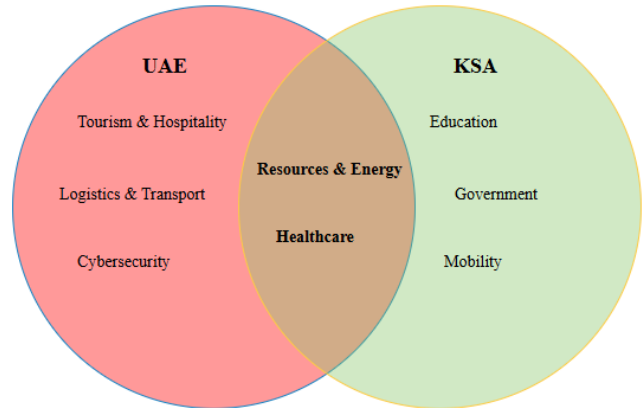 UAE
KSA
Tourism & Hospitality
Education
Resources & Energy
Logistics & Transport
Government
Healthcare
Cybersecurity
Mobility